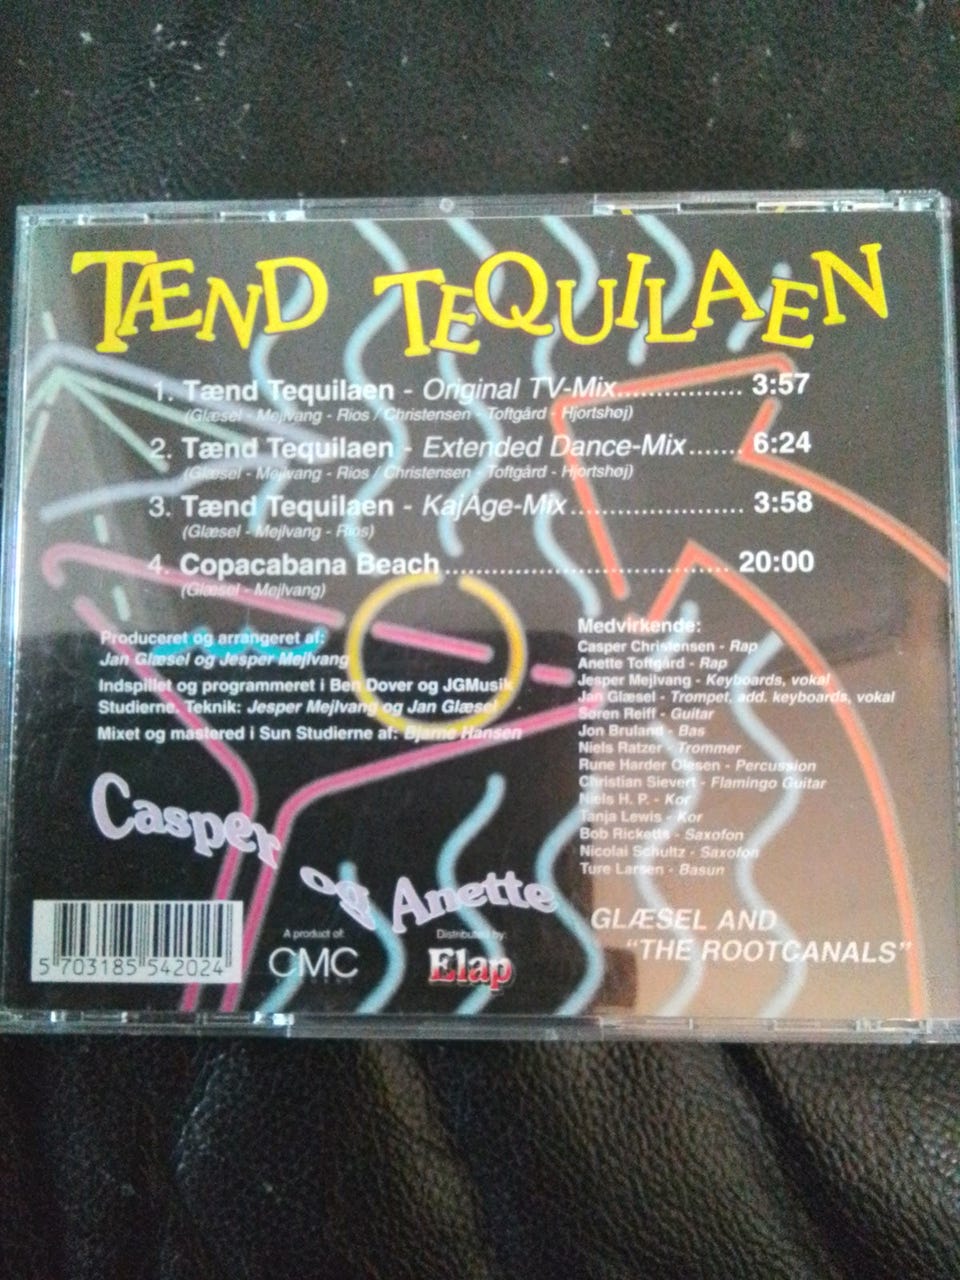 TÆND TEQUILAEN
1. Tænd Tequilaen - Original TV-Mix................ 3:57
(Glæsel - Mejlvang - Rios / Christensen - Toftgård - Hjortshøj)
2. Tænd Tequilaen - Extended Dance-Mix....... 6:24
(Glæsel - Mejlvang - Rios / Christensen - Toftgård - Hjortshøj)
3. Tænd Tequilaen - KajAge-Mix...................... 3:58
(Glæsel - Mejlvang - Rios)
4. Copacabana Beach.................................... 20:00
(Glæsel - Mejlvang)
Produceret og arrangeret af:
Jan Glæsel og Jesper Mejlvang
Indspillet og programmeret i Ben Dover og JGMusik
Studierne. Teknik: Jesper Mejlvang og Jan Glæsel
Mixet og mastered i Sun Studierne af: Bjarne Hansen
Medvirkende:
Casper Christensen - Rap
Anette Toftgård - Rap
Jesper Mejlvang - Keyboards, vokal
Jan Glæsel - Trompet, add. keyboards, vokal
Søren Reiff - Guitar
Jon Bruland - Bas
Niels Ratzer - Trommer
Rune Harder Olesen - Percussion
Christian Sievert - Flamingo Guitar
Niels H. P. - Kor
Tanja Lewis - Kor
Bob Ricketts - Saxofon
Nicolai Schultz - Saxofon
Ture Larsen - Basun
Casper og Anette
GLÆSEL AND
"THE ROOTCANALS"
5 703185 542024
A product of:
CMC
Distributed by:
Elap